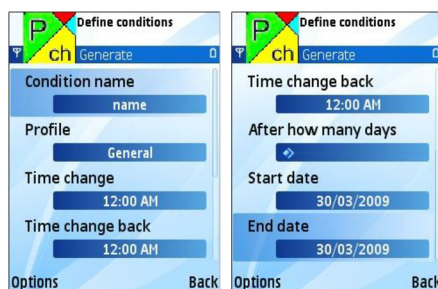 P ch
Define conditions
Generate
Condition name
name
Profile
General
Time change
12:00 AM
Time change back
12:00 AM
Options Back
P ch
Define conditions
Generate
Time change back
12:00 AM
After how many days
Start date
30/03/2009
End date
30/03/2009
Options Back